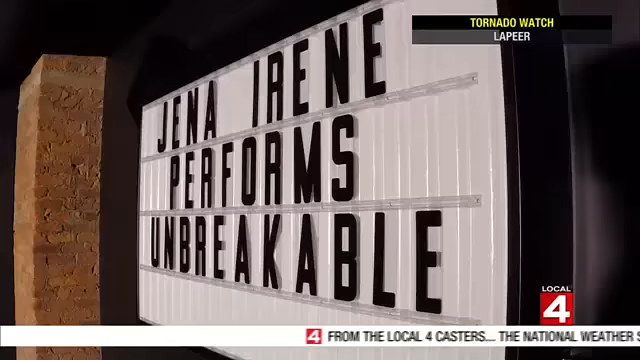 TORNADO WATCH
LAPEER
JENA IRENE
PERFORMS
UNBREAKABLE
LOCAL
4
4 FROM THE LOCAL 4 CASTERS... THE NATIONAL WEATHER